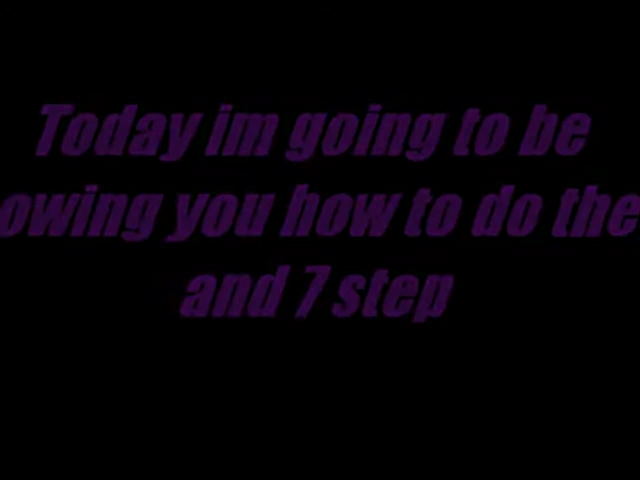 Today im going to be
owing you how to do the
and 7 step